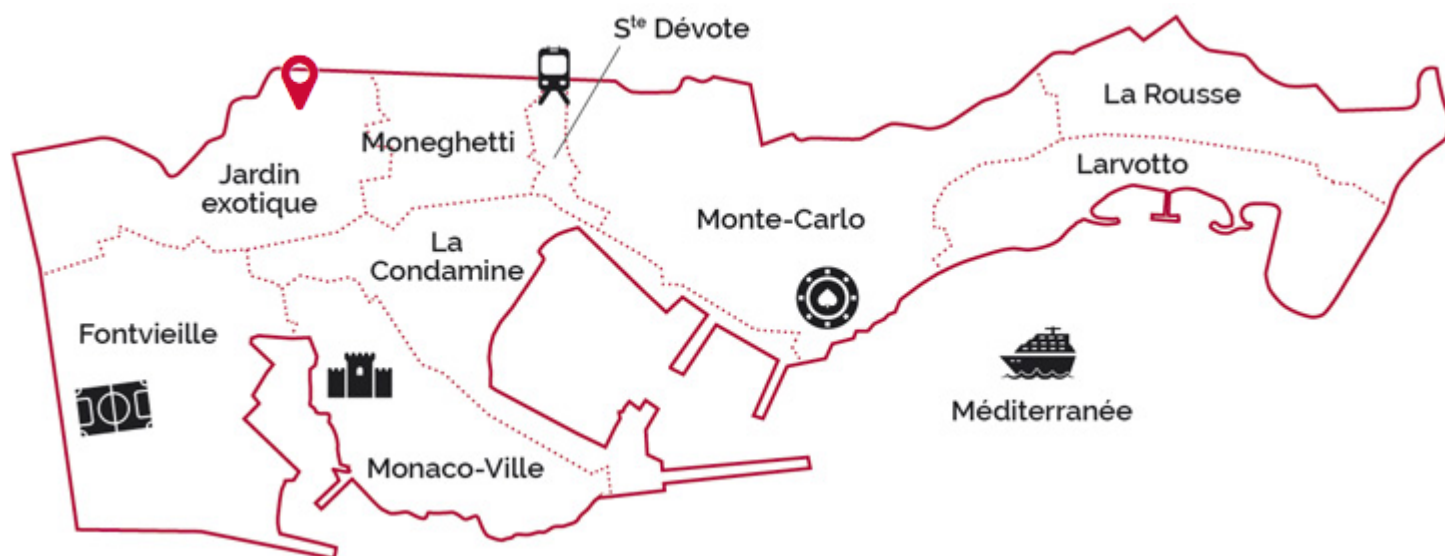 Sᵗᵉ Dévote
La Rousse
Moneghetti
Larvotto
Jardin
exotique
Monte-Carlo
La
Condamine
Fontvieille
Méditerranée
Monaco-Ville